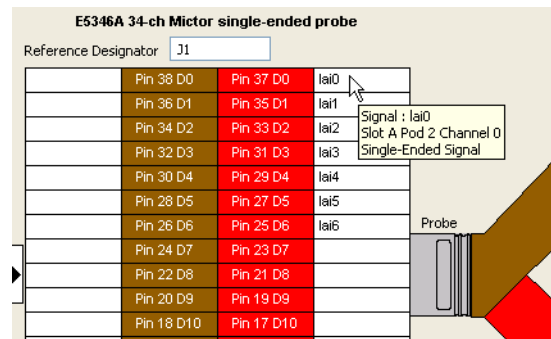 E5346A 34-ch Mictor single-ended probe
Reference Designator J1
Pin 38 D0 Pin 37 D0 lai0
Pin 36 D1 Pin 35 D1 lai1
Pin 34 D2 Pin 33 D2 lai2
Pin 32 D3 Pin 31 D3 lai3
Pin 30 D4 Pin 29 D4 lai4
Pin 28 D5 Pin 27 D5 lai5
Pin 26 D6 Pin 25 D6 lai6
Pin 24 D7 Pin 23 D7
Pin 22 D8 Pin 21 D8
Pin 20 D9 Pin 19 D9
Pin 18 D10 Pin 17 D10
Signal : lai0
Slot A Pod 2 Channel 0
Single-Ended Signal
Probe